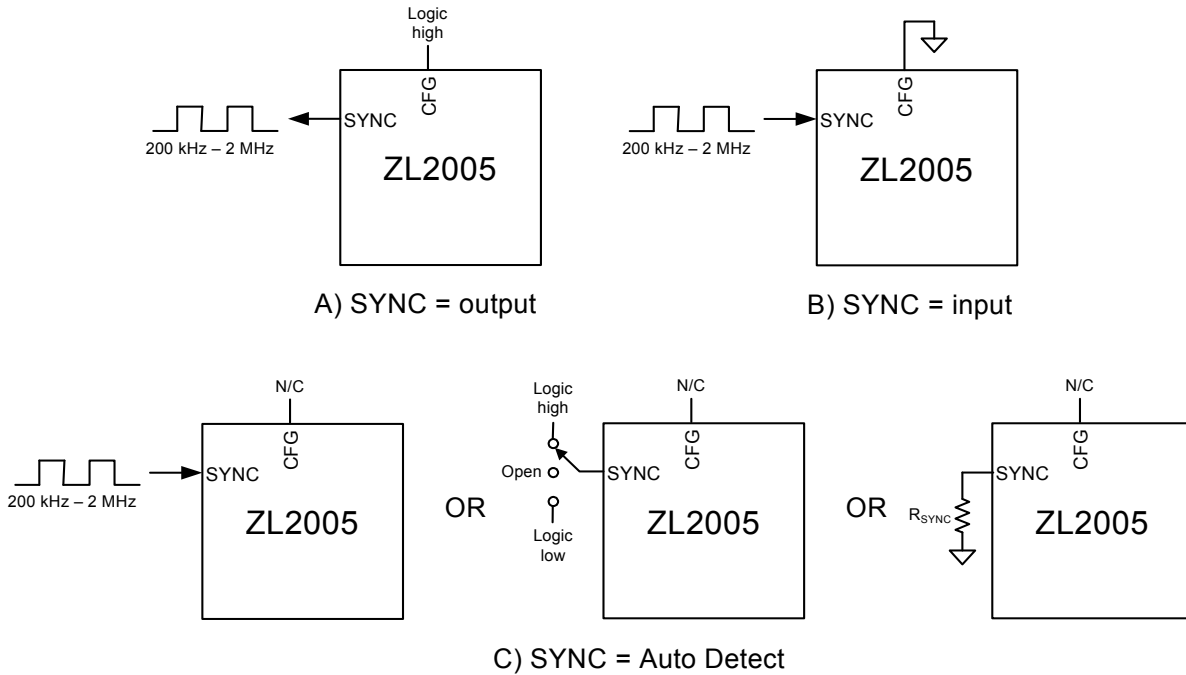 Logic
high
CFG
SYNC
200 kHz – 2 MHz
ZL2005
A) SYNC = output
CFG
SYNC
200 kHz – 2 MHz
ZL2005
B) SYNC = input
N/C
CFG
SYNC
200 kHz – 2 MHz
ZL2005
OR
Logic
high
Open
Logic
low
N/C
CFG
SYNC
ZL2005
OR
N/C
CFG
SYNC
RSYNC
ZL2005
C) SYNC = Auto Detect